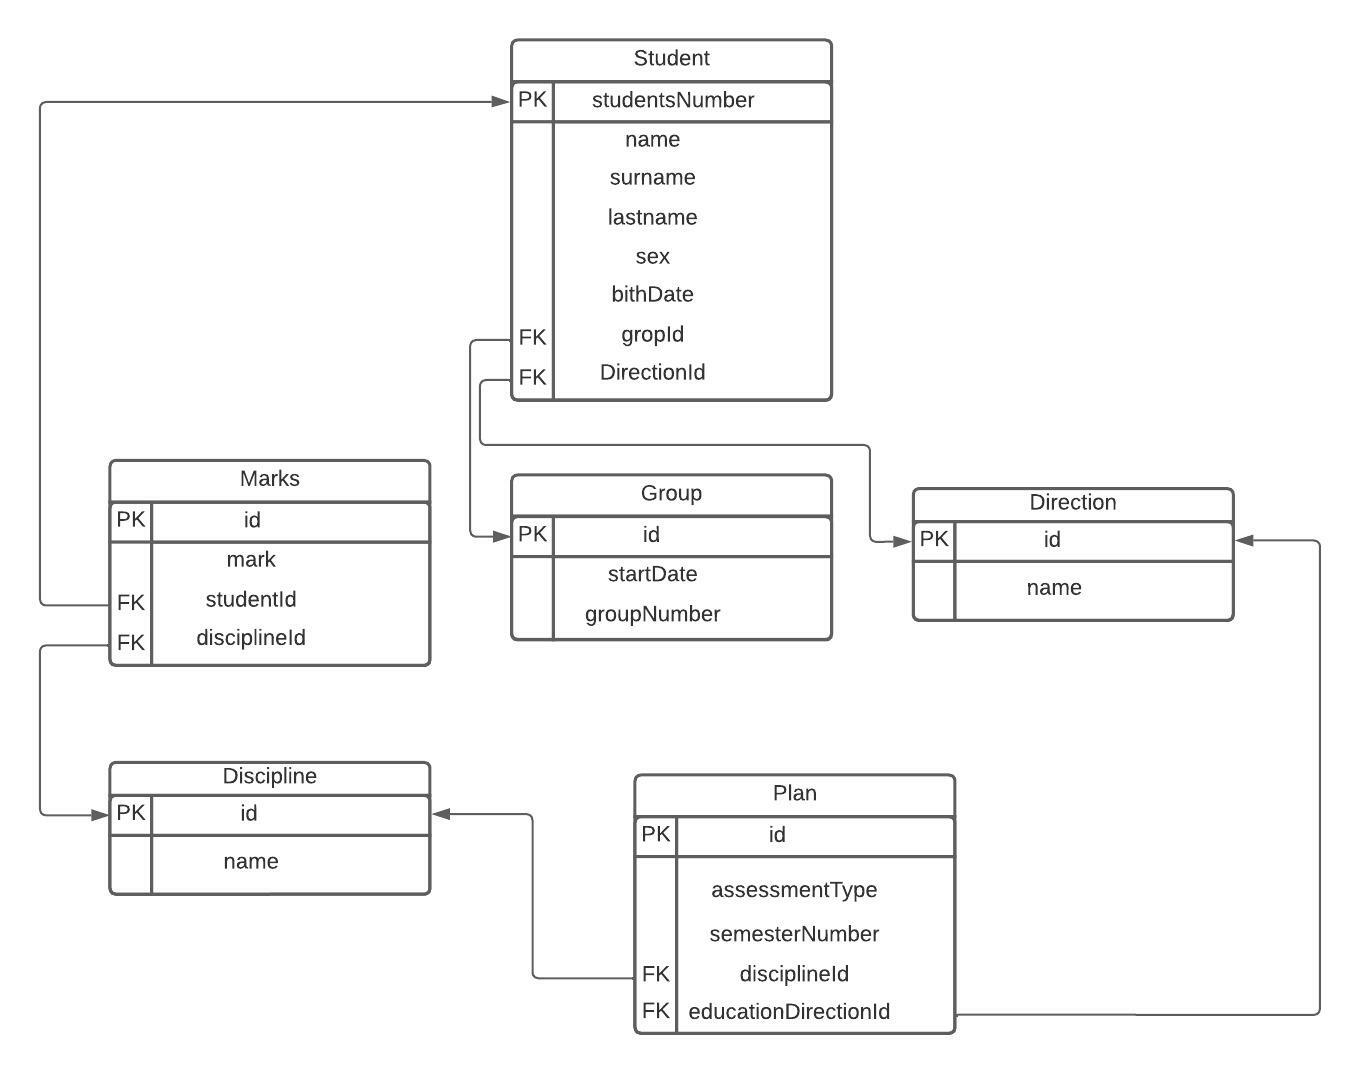 Student
PK studentsNumber
name
surname
lastname
sex
bithDate
FK gropId
FK DirectionId
Marks
PK id
mark
FK studentId
FK disciplineId
Group
PK id
startDate
groupNumber
Direction
PK id
name
Discipline
PK id
name
Plan
PK id
assessmentType
semesterNumber
FK disciplineId
FK educationDirectionId